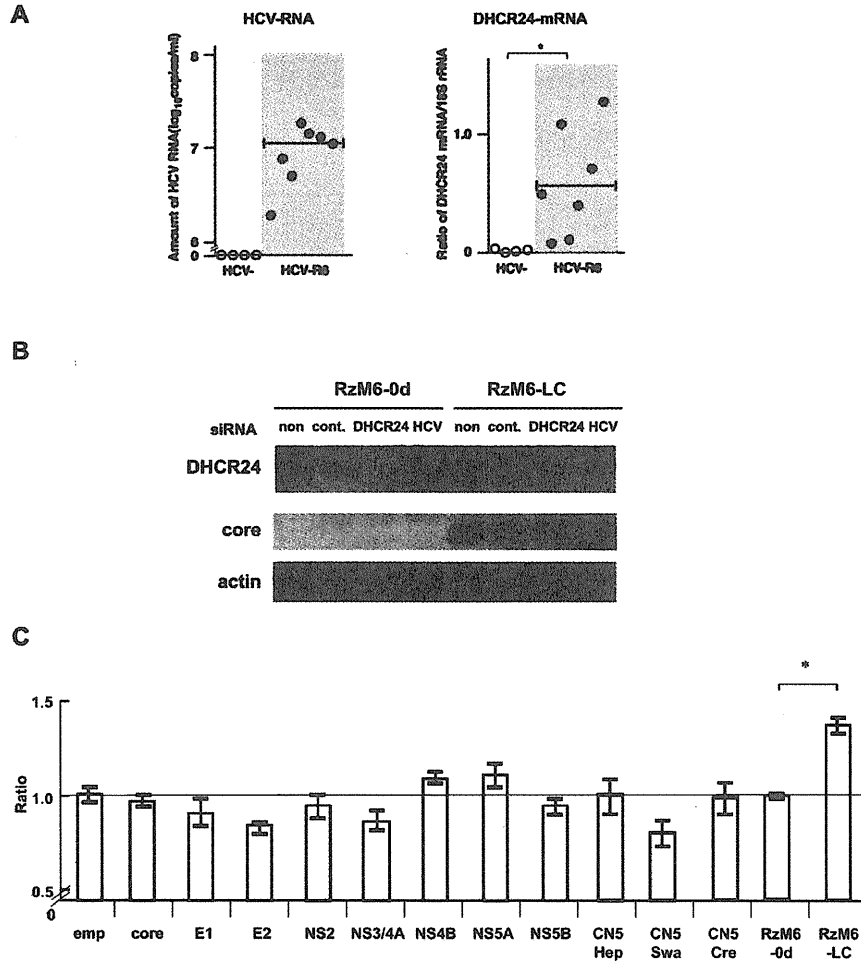 A
HCV-RNA
DHCR24-mRNA
Amount of HCV RNA(log10copies/ml)
8
7
6
0
HCV-
HCV-R6
Ratio of DHCR24 mRNA/18S rRNA
1.0
0
*
HCV-
HCV-R6
B
RzM6-0d
RzM6-LC
siRNA
non cont. DHCR24 HCV non cont. DHCR24 HCV
DHCR24
core
actin
C
*
Ratio
1.5
1.0
0.5
0
emp core E1 E2 NS2 NS3/4A NS4B NS5A NS5B CN5 CN5 CN5 RzM6 RzM6
Hep Swa Cre -0d -LC